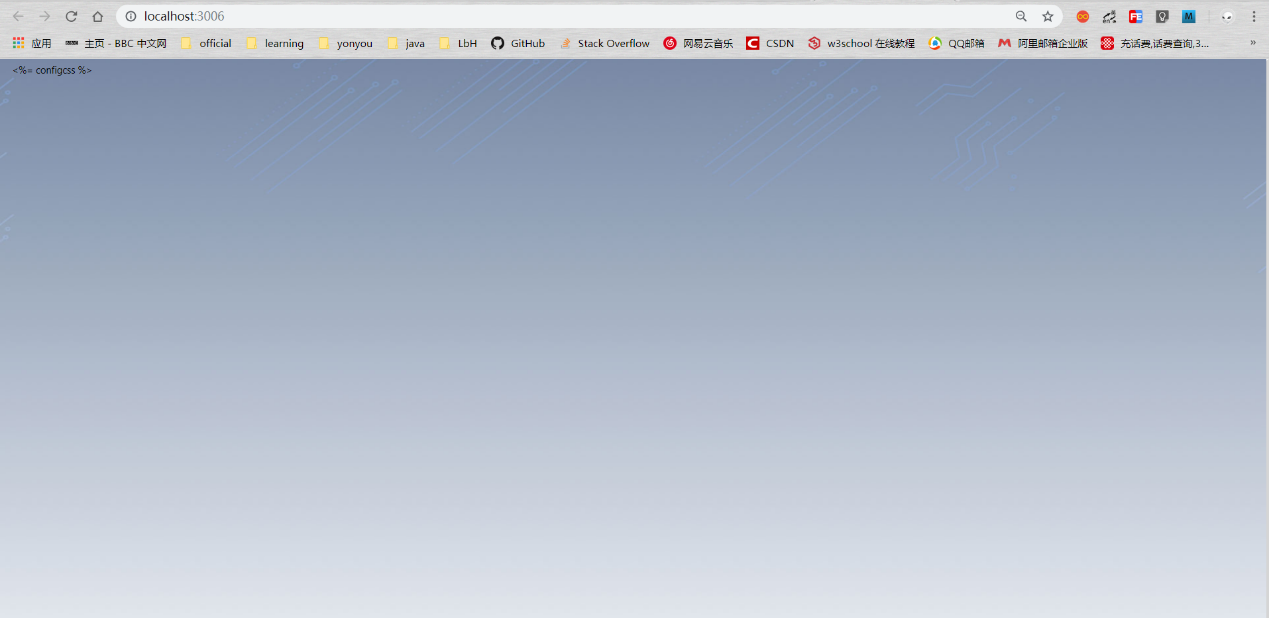 localhost:3006
应用 主页 - BBC 中文网 official learning yonyou java LbH GitHub Stack Overflow 网易云音乐 CSDN w3school 在线教程 QQ邮箱 阿里邮箱企业版 充话费,话费查询,3... »
<%= configcss %>